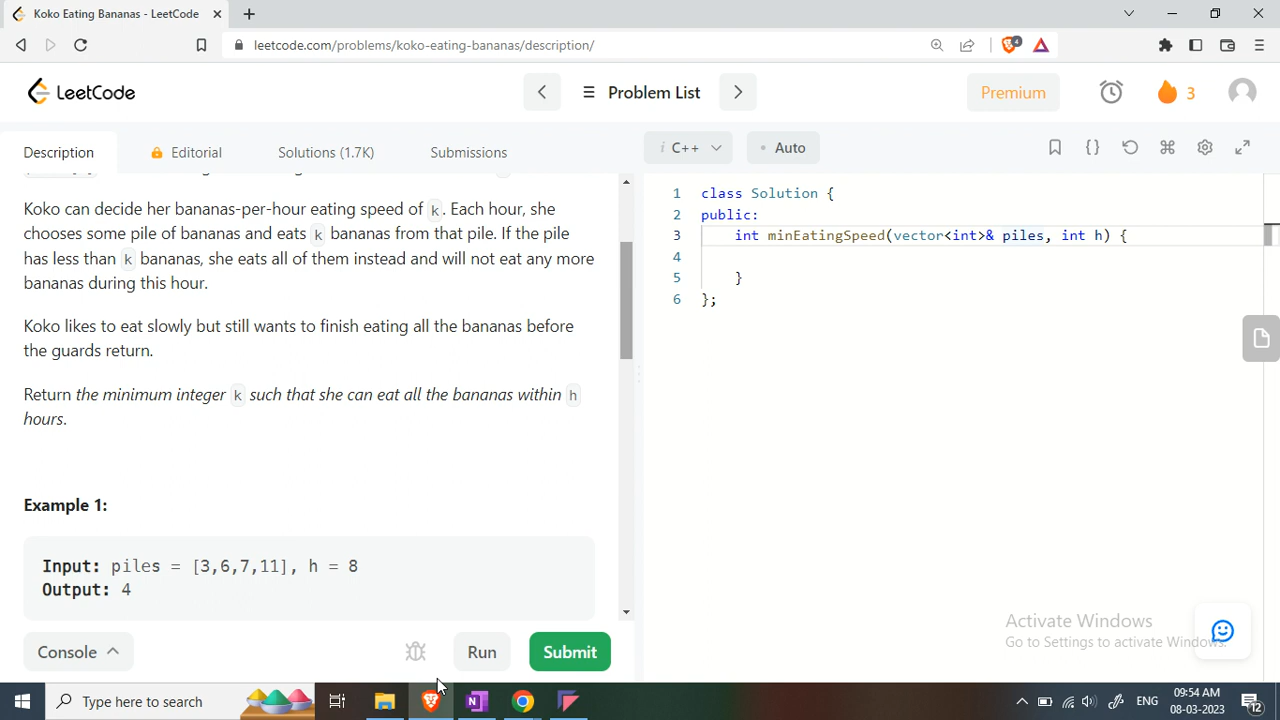 Koko Eating Bananas - LeetCode
leetcode.com/problems/koko-eating-bananas/description/
4
LeetCode
Problem List
Premium
3
Description
Editorial
Solutions (1.7K)
Submissions
i C++
• Auto
Koko can decide her bananas-per-hour eating speed of k. Each hour, she
chooses some pile of bananas and eats k bananas from that pile. If the pile
has less than k bananas, she eats all of them instead and will not eat any more
bananas during this hour.
Koko likes to eat slowly but still wants to finish eating all the bananas before
the guards return.
Return the minimum integer k such that she can eat all the bananas within h
hours.
Example 1:
Input: piles = [3,6,7,11], h = 8
Output: 4
1 class Solution {
2 public:
3 int minEatingSpeed(vector<int>& piles, int h) {
4
5 }
6 };
Console
Run
Submit
Activate Windows
Go to Settings to activate Windows.
Type here to search
ENG
09:54 AM
08-03-2023
12